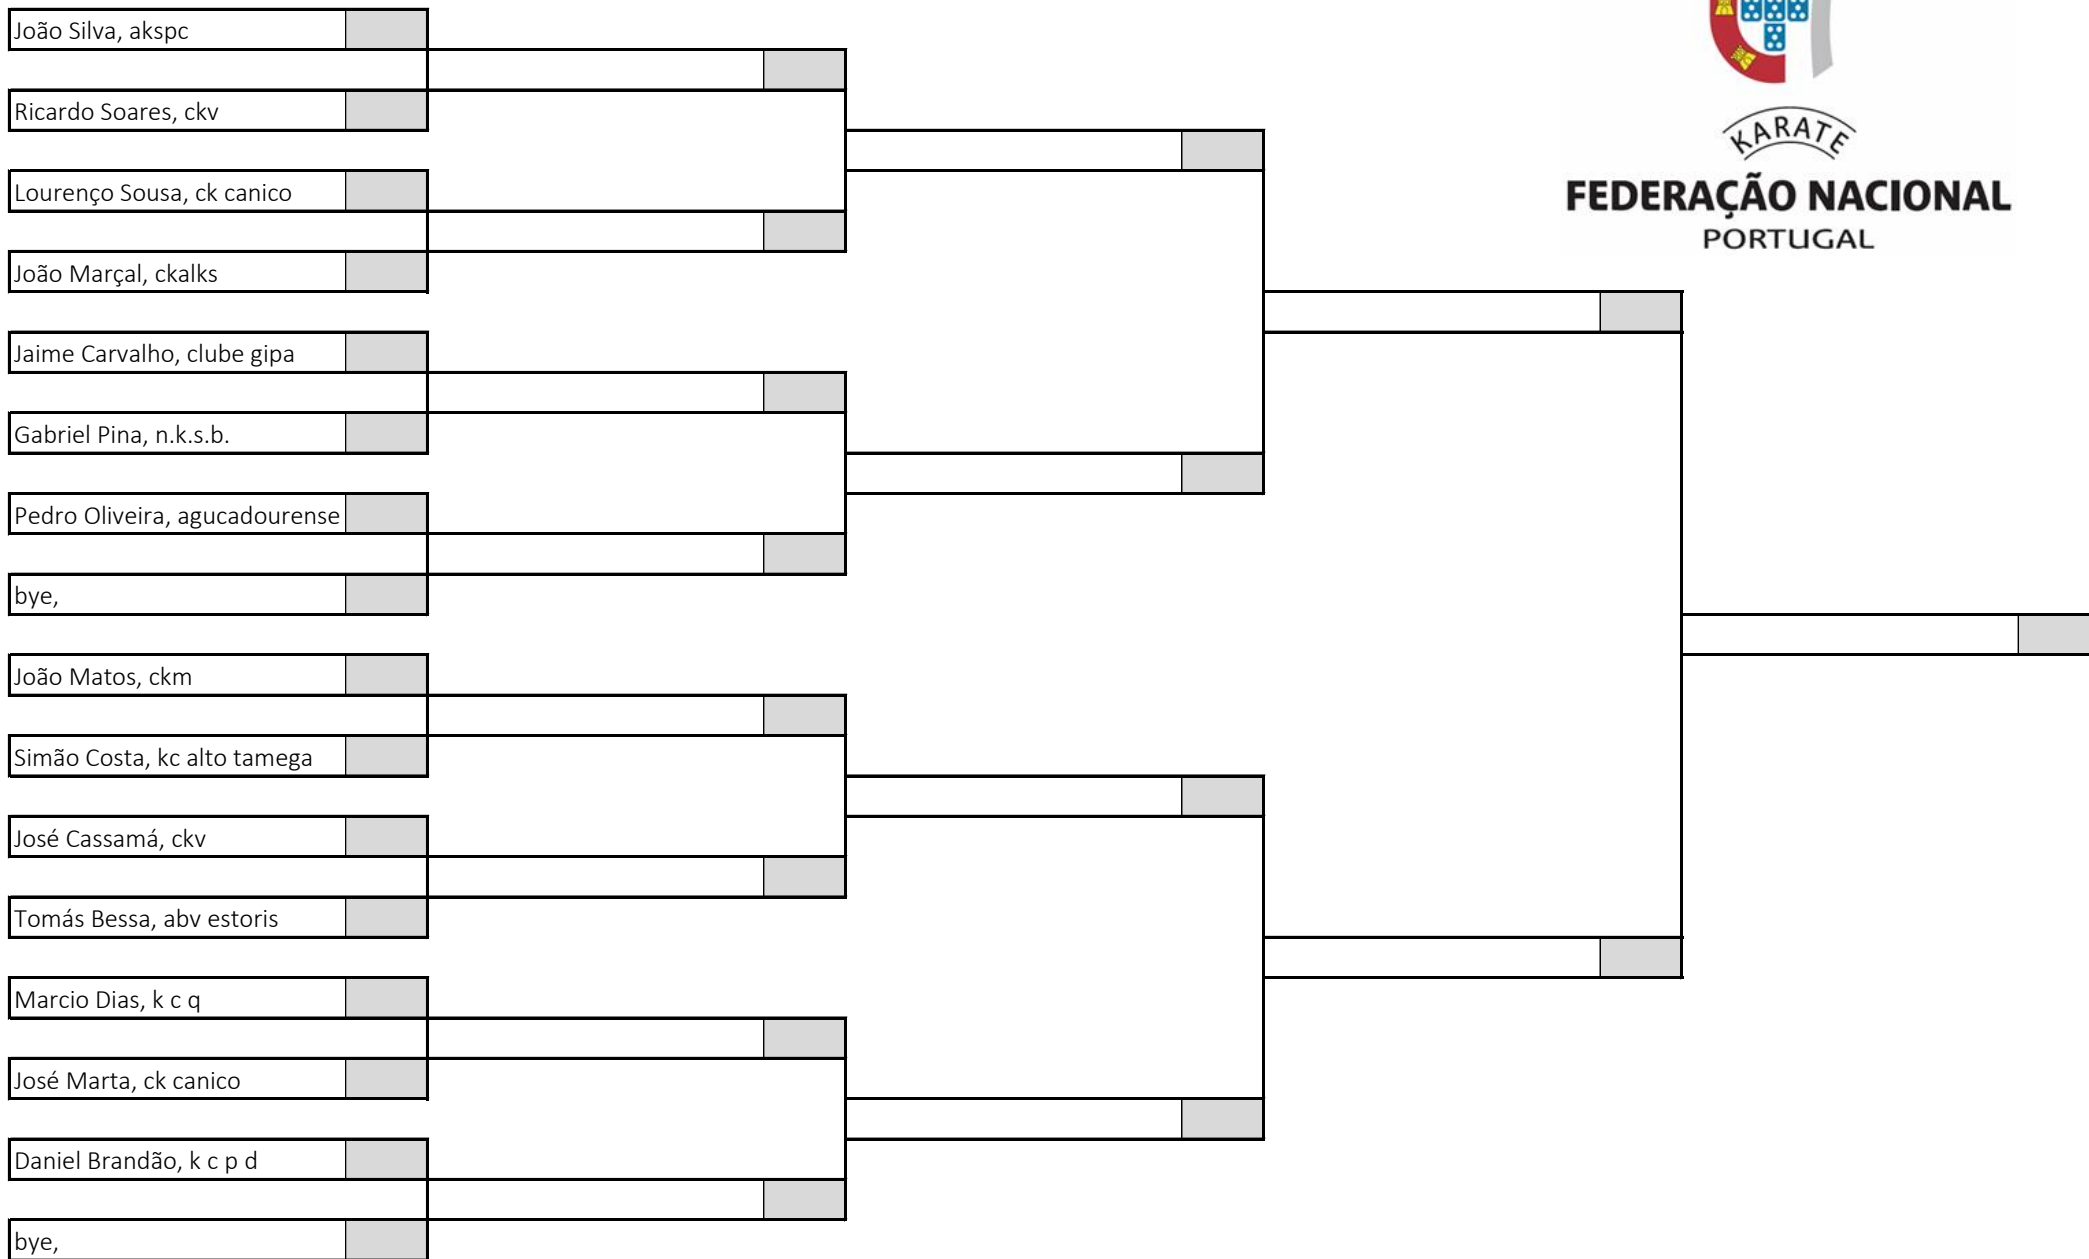 João Silva, akspc
Ricardo Soares, ckv
Lourenço Sousa, ck canico
João Marçal, ckalks
Jaime Carvalho, clube gipa
Gabriel Pina, n.k.s.b.
Pedro Oliveira, agucadourense
bye,
João Matos, ckm
Simão Costa, kc alto tamega
José Cassamá, ckv
Tomás Bessa, abv estoris
Marcio Dias, k c q
José Marta, ck canico
Daniel Brandão, k c p d
bye,
KARATE
FEDERAÇÃO NACIONAL
PORTUGAL